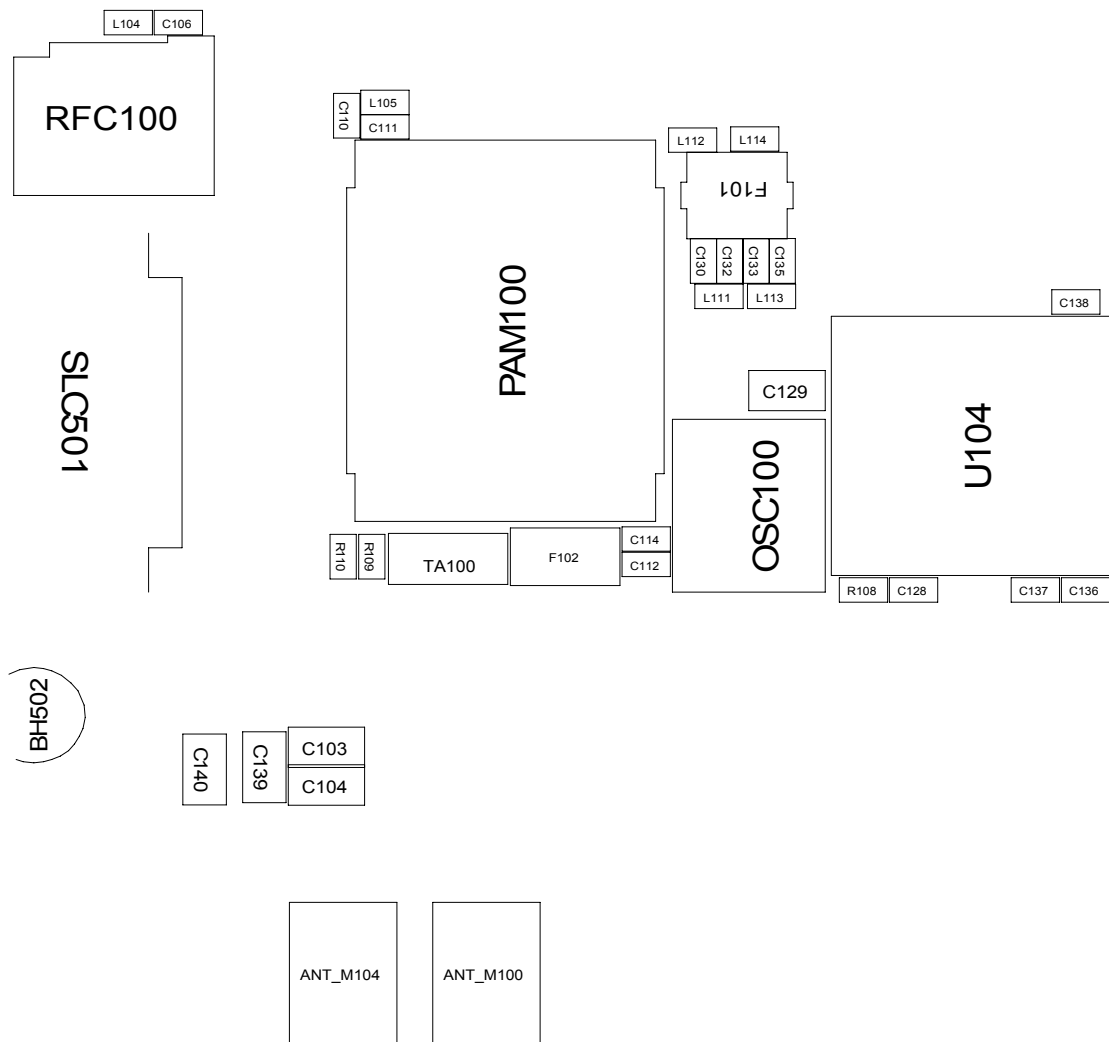 L104 C106
RFC100
C110 L105
C111
L112 L114
F101
C130 C132 C133 C135
L111 L113
PAM100
C138
SLC501
C129
U104
OSC100
R110 R109 TA100 F102 C114
C112
R108 C128 C137 C136
BH502
C140 C139 C103
C104
ANT_M104 ANT_M100